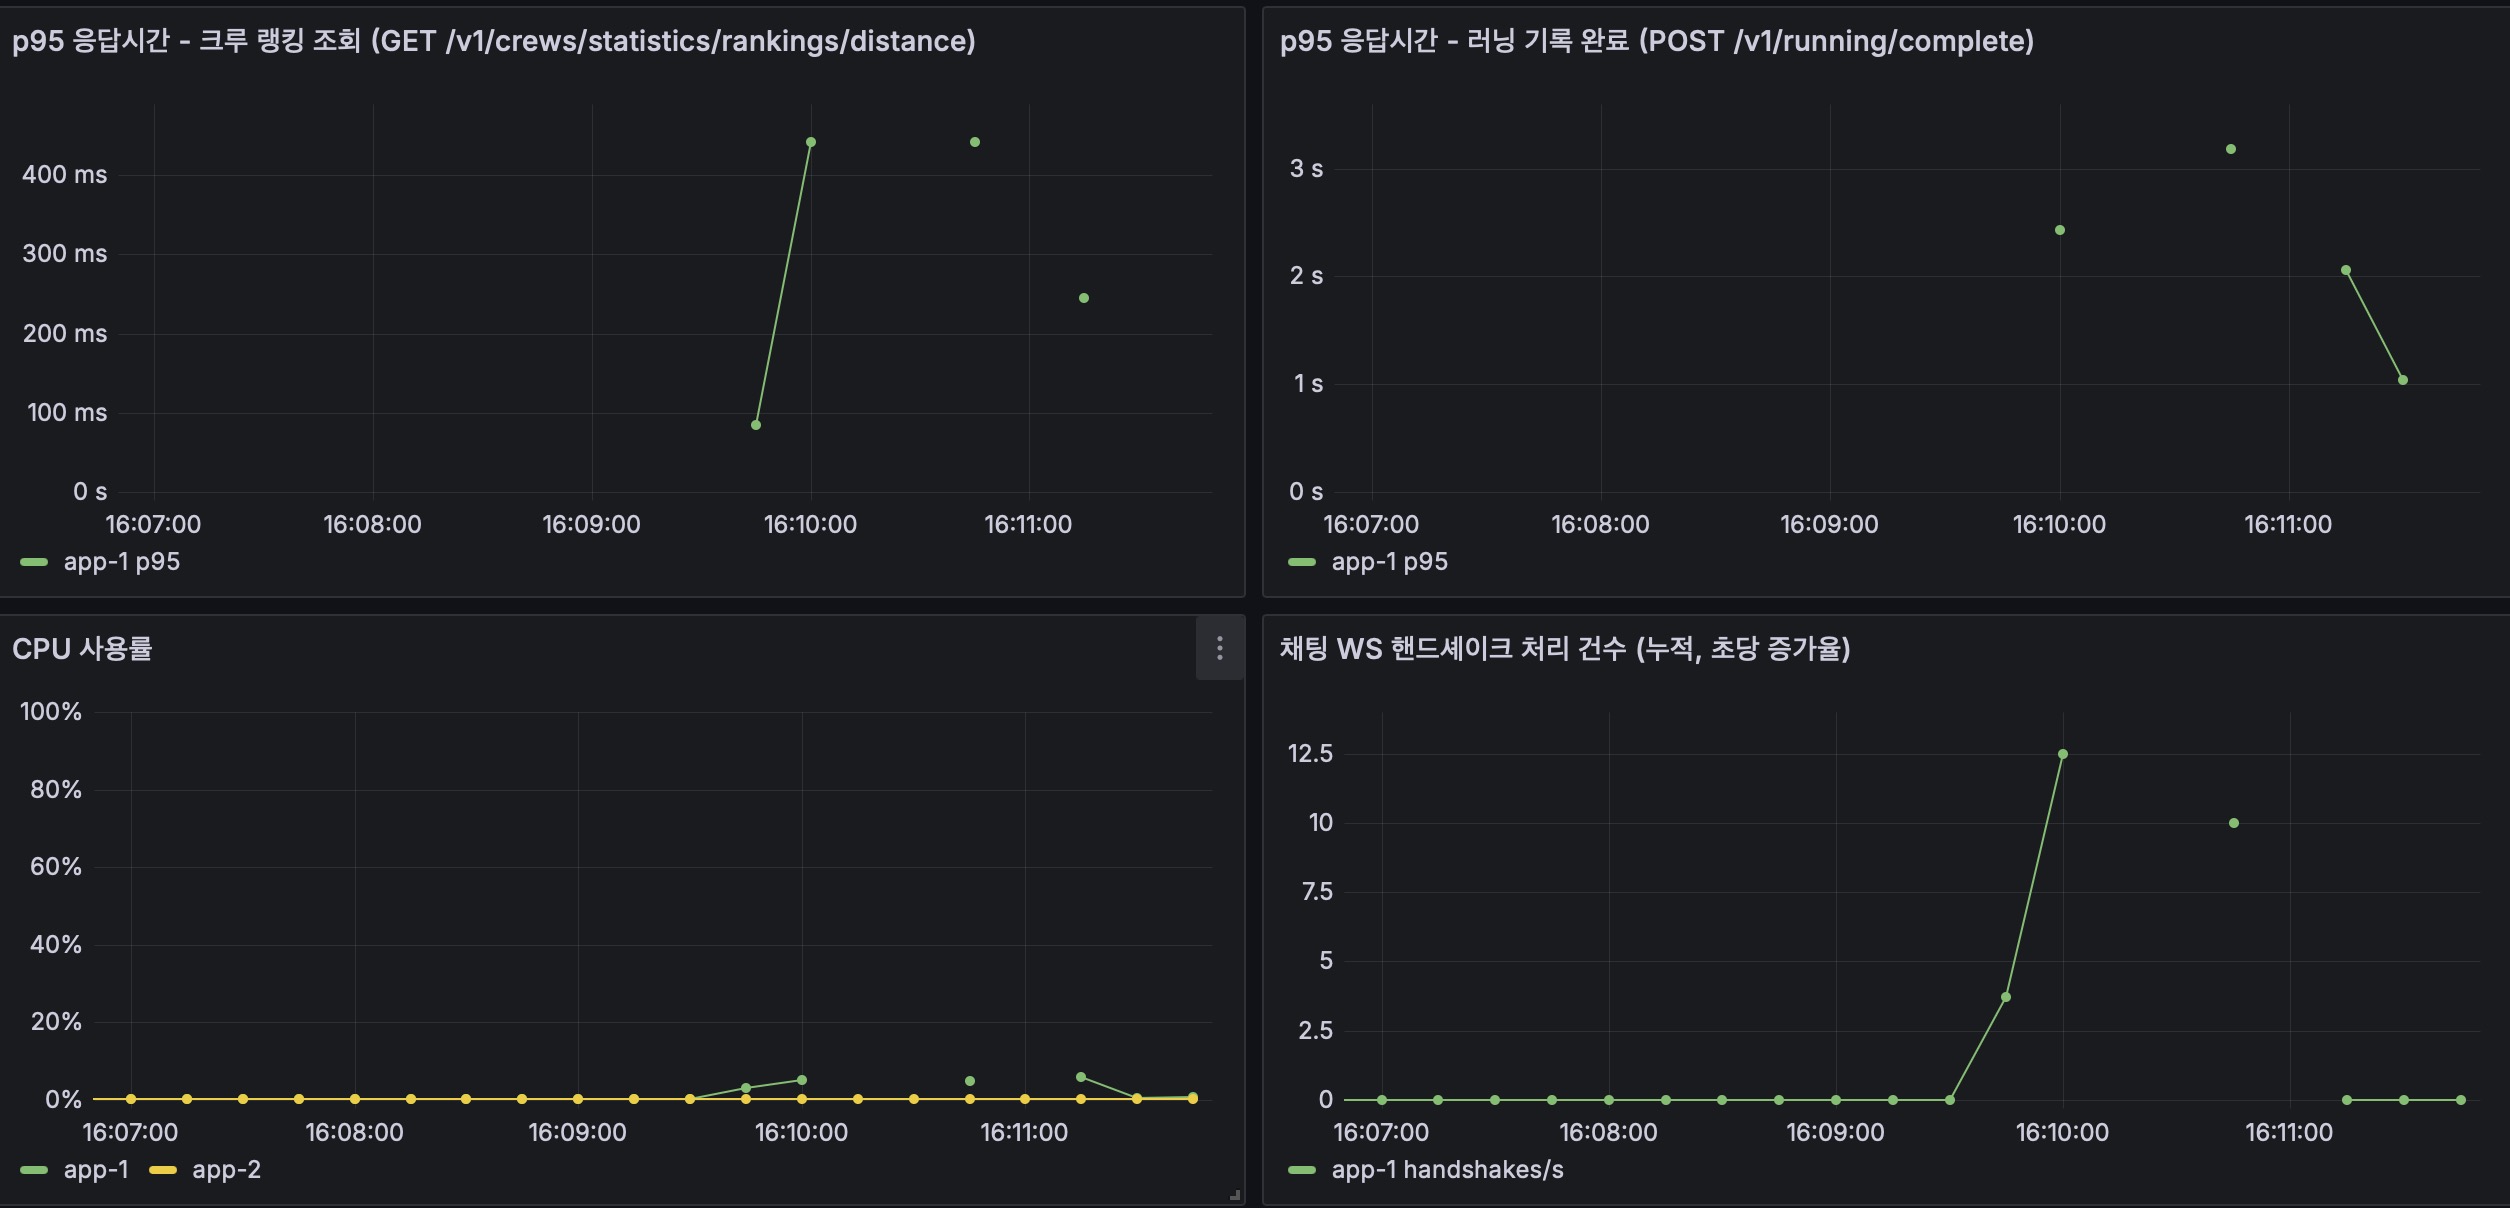 p95 응답시간 - 크루 랭킹 조회 (GET /v1/crews/statistics/rankings/distance)
400 ms
300 ms
200 ms
100 ms
0 s
16:07:00 16:08:00 16:09:00 16:10:00 16:11:00
app-1 p95
p95 응답시간 - 러닝 기록 완료 (POST /v1/running/complete)
3 s
2 s
1 s
0 s
16:07:00 16:08:00 16:09:00 16:10:00 16:11:00
app-1 p95
CPU 사용률
100%
80%
60%
40%
20%
0%
16:07:00 16:08:00 16:09:00 16:10:00 16:11:00
app-1 app-2
채팅 WS 핸드셰이크 처리 건수 (누적, 초당 증가율)
12.5
10
7.5
5
2.5
0
16:07:00 16:08:00 16:09:00 16:10:00 16:11:00
app-1 handshakes/s